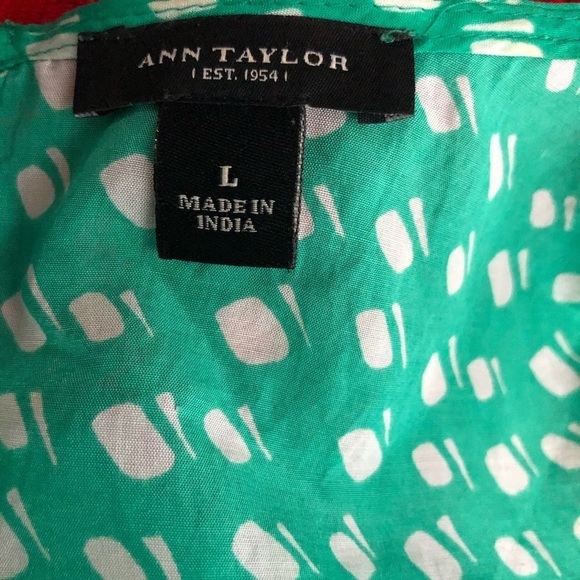 ANN TAYLOR
| EST. 1954 |
L
MADE IN
INDIA